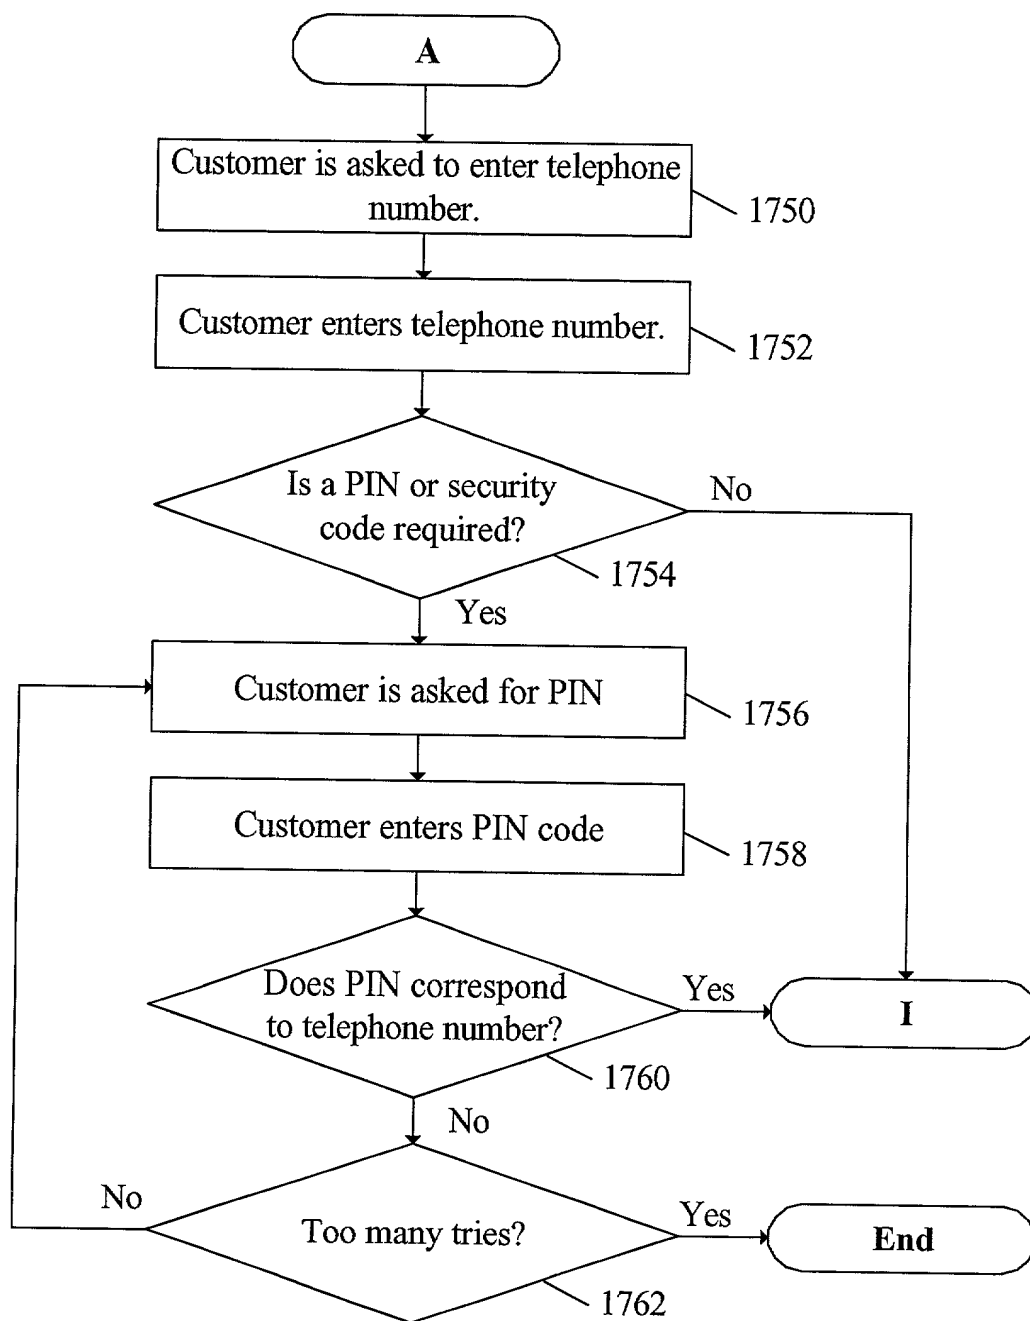 A
Customer is asked to enter telephone
number.
1750
Customer enters telephone number.
1752
Is a PIN or security
code required?
No
1754
Yes
Customer is asked for PIN
1756
Customer enters PIN code
1758
Does PIN correspond
to telephone number?
Yes
I
1760
No
No
Too many tries?
Yes
End
1762